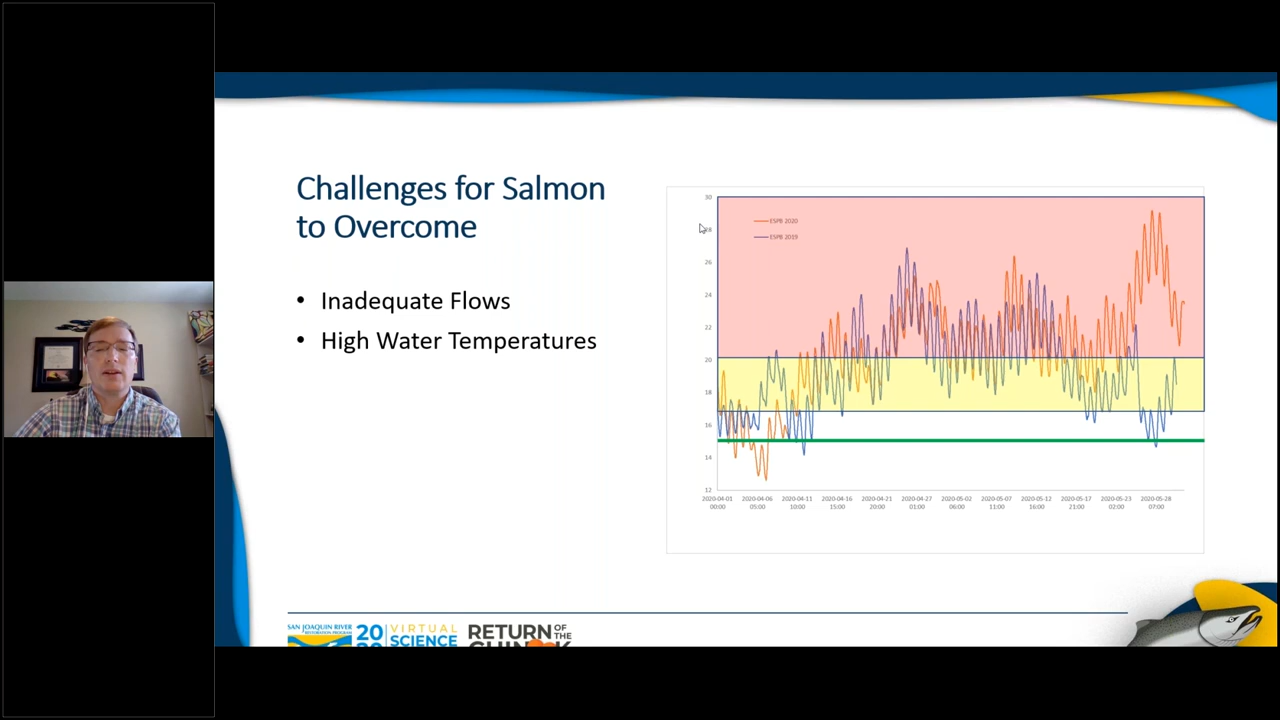 Challenges for Salmon
to Overcome
• Inadequate Flows
• High Water Temperatures
30
28
26
24
22
20
18
16
14
12
ESPB 2020
ESPB 2019
2020-04-01 2020-04-06 2020-04-11 2020-04-16 2020-04-21 2020-04-27 2020-05-02 2020-05-07 2020-05-12 2020-05-17 2020-05-23 2020-05-28
00:00 05:00 10:00 15:00 20:00 01:00 06:00 11:00 16:00 21:00 02:00 07:00
SAN JOAQUIN RIVER
RESTORATION PROGRAM
20
VIRTUAL
SCIENCE
RETURN OF THE